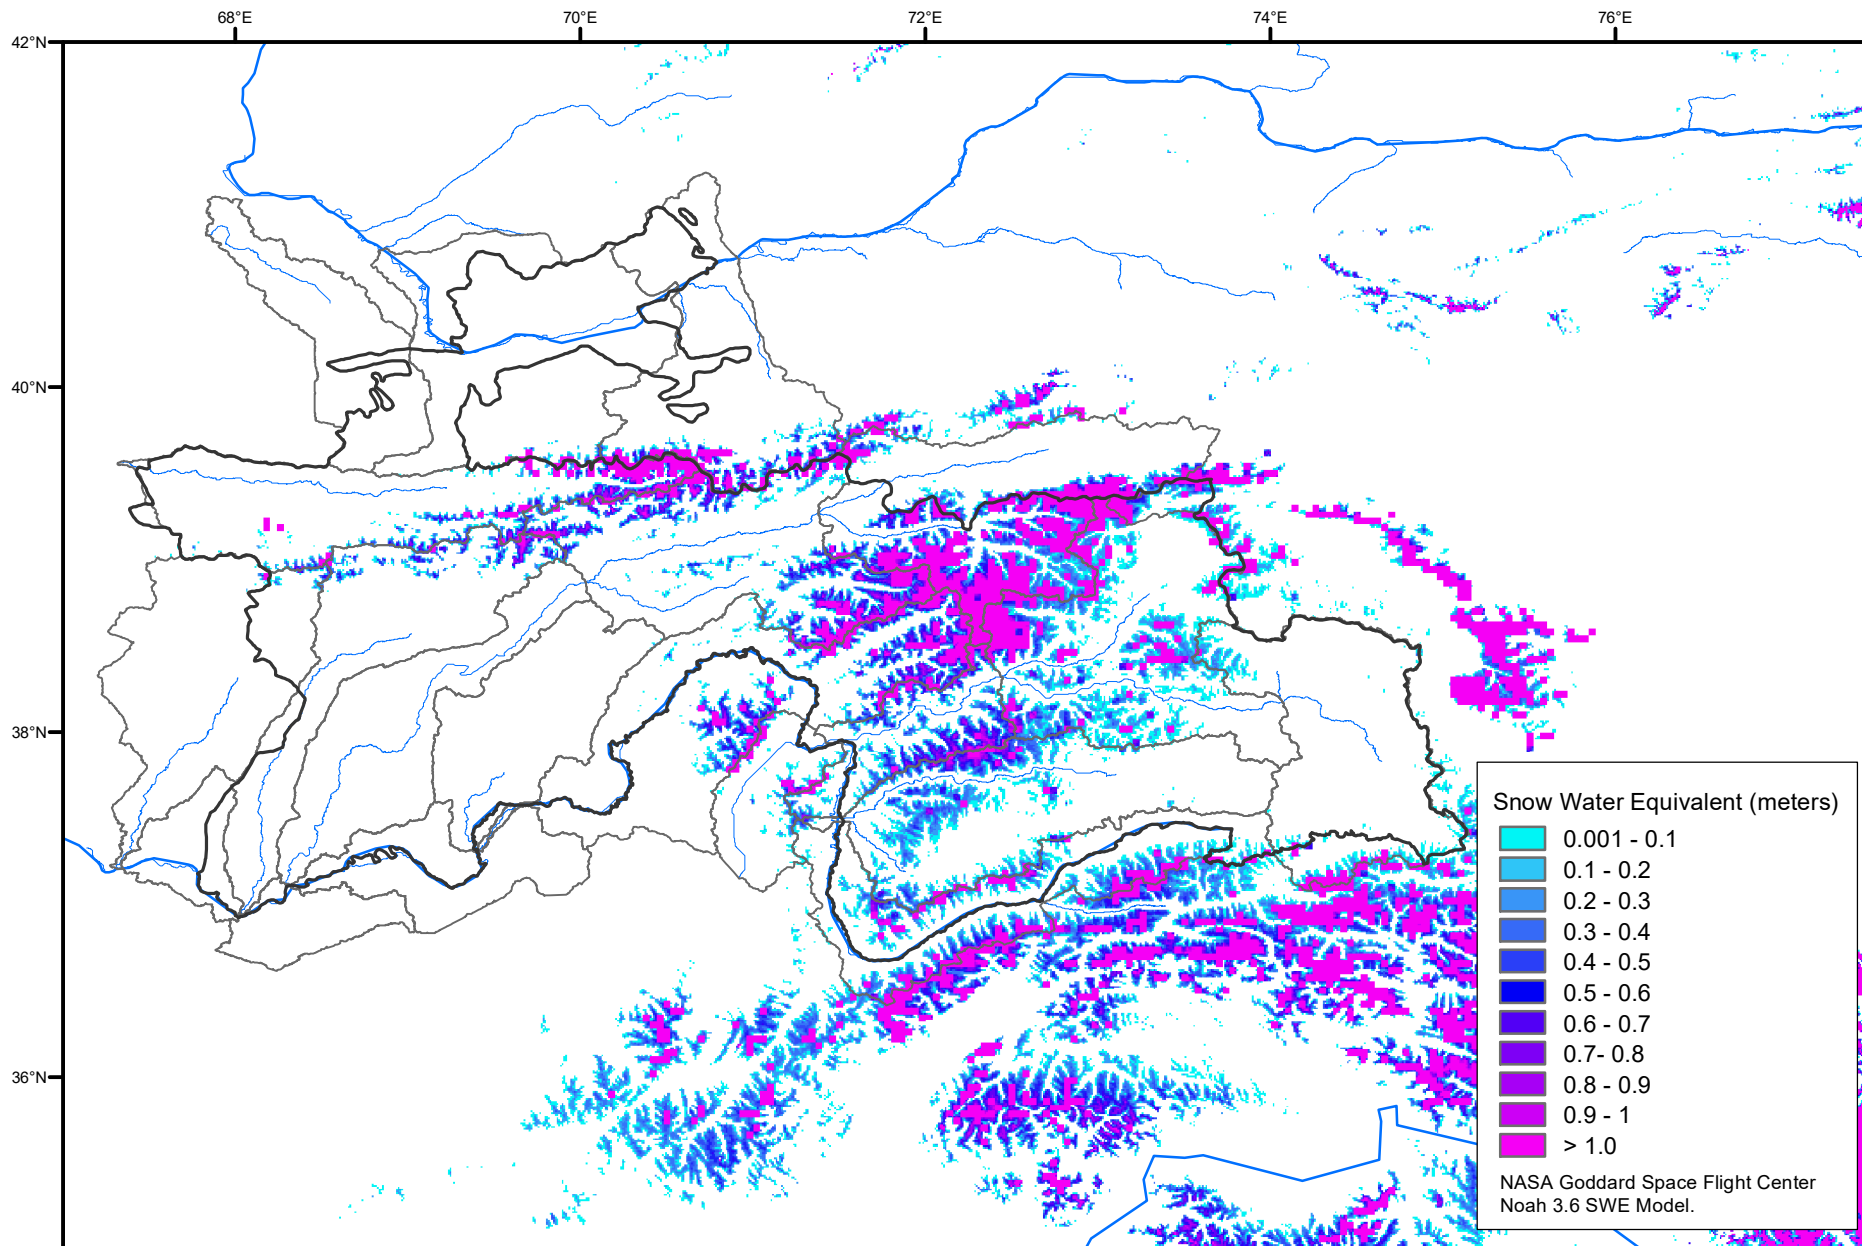 68°E
70°E
72°E
74°E
76°E
42°N
40°N
38°N
36°N
Snow Water Equivalent (meters)
0.001 - 0.1
0.1 - 0.2
0.2 - 0.3
0.3 - 0.4
0.4 - 0.5
0.5 - 0.6
0.6 - 0.7
0.7- 0.8
0.8 - 0.9
0.9 - 1
> 1.0
NASA Goddard Space Flight Center
Noah 3.6 SWE Model.